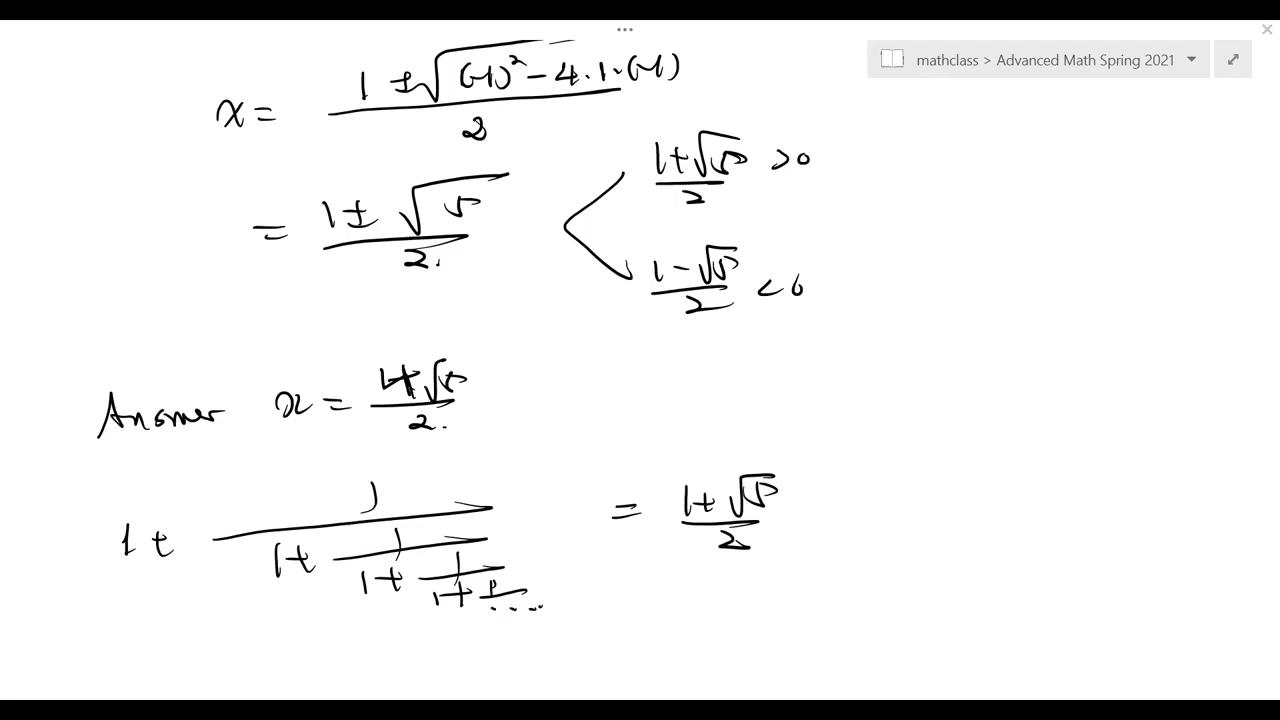 mathclass > Advanced Math Spring 2021
x = (1 ± √((-1)² - 4·1·(-1))) / 2
= (1 ± √5) / 2.
(1+√5)/2 >0
(1-√5)/2 <0
Answer x = (1+√5)/2.
1+ 1/(1+ 1/(1+ 1/(1+ 1/....))) = (1+√5)/2